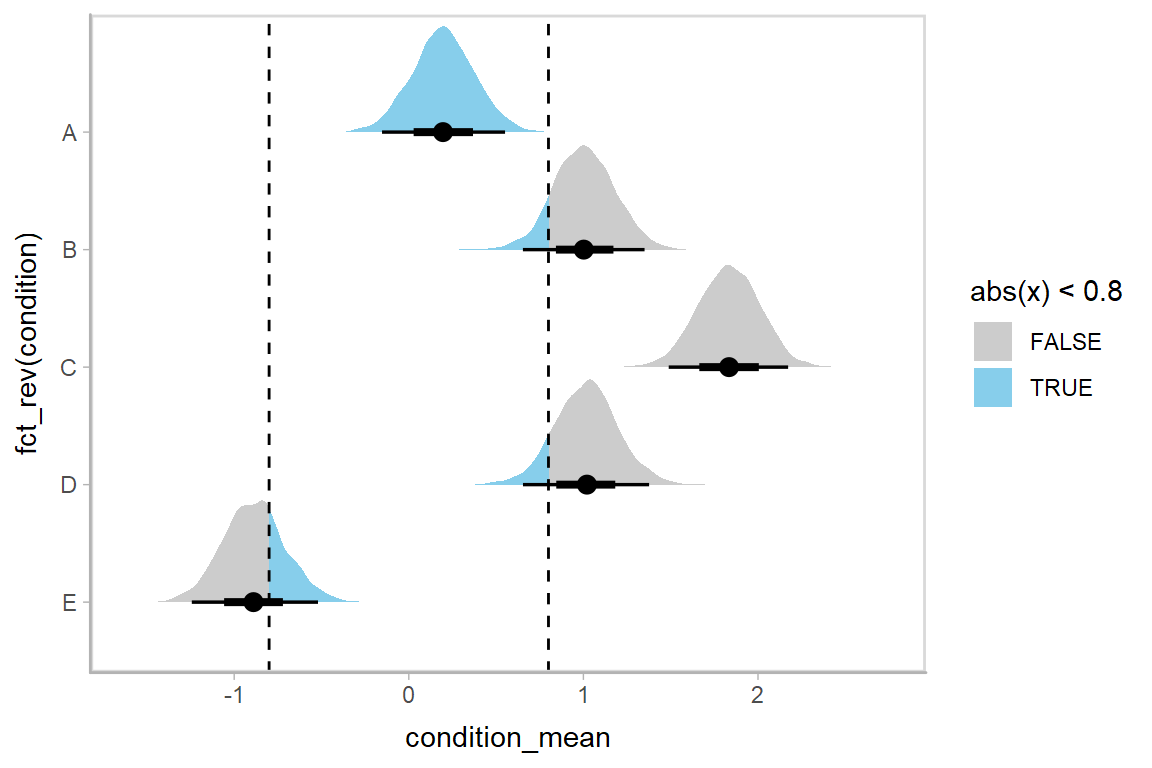 fct_rev(condition)
A
B
C
D
E
-1
0
1
2
condition_mean
abs(x) < 0.8
FALSE
TRUE